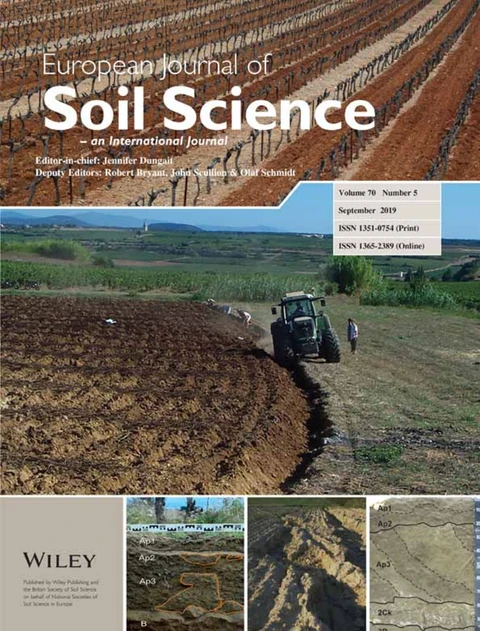 European Journal of
Soil Science
– an International Journal
Editor-in-chief: Jennifer Dungait
Deputy Editors: Robert Bryant, John Scullion & Olaf Schmidt
Volume 70 Number 5
September 2019
ISSN 1351-0754 (Print)
ISSN 1365-2389 (Online)
WILEY
Published by Wiley Publishing and
the British Society of Soil Science
on behalf of National Societies of
Soil Science in Europe
Ap1
Ap2
Ap3
B
Ap1
Ap2
Ap3
2Ck